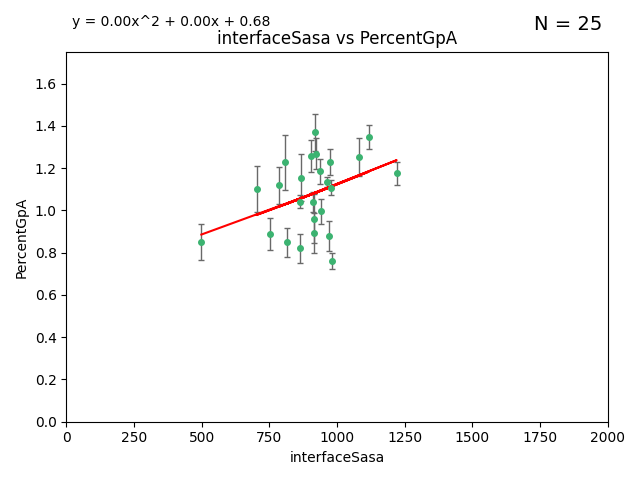 y = 0.00x^2 + 0.00x + 0.68
N = 25
interfaceSasa vs PercentGpA
1.6
1.4
1.2
1.0
0.8
0.6
0.4
0.2
0.0
PercentGpA
0 250 500 750 1000 1250 1500 1750 2000
interfaceSasa